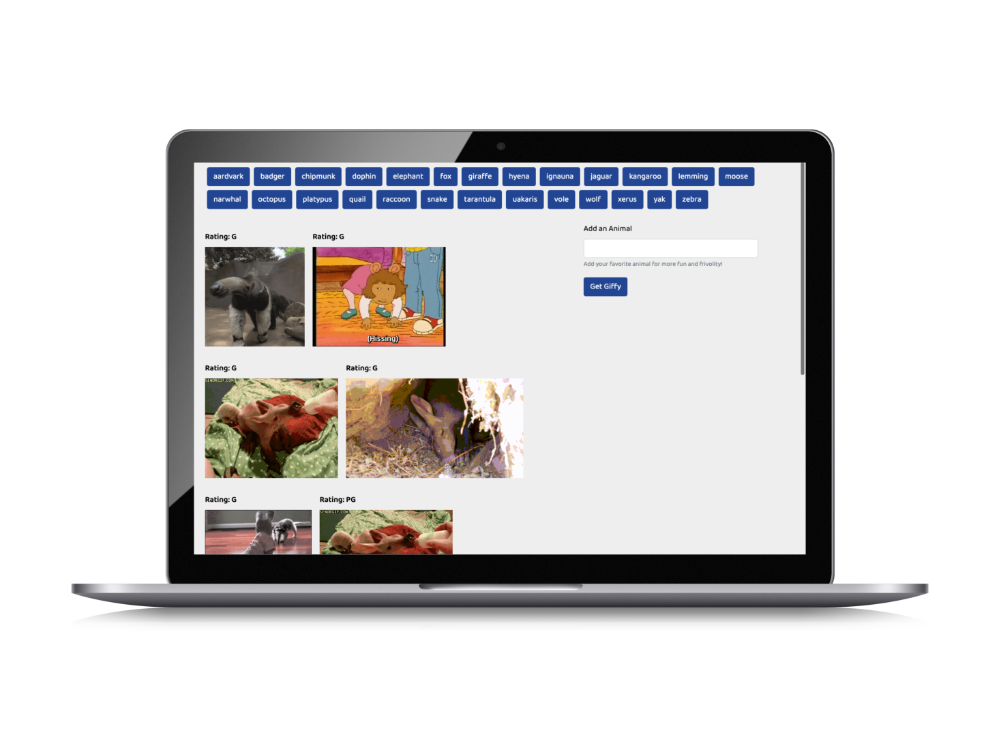 aardvark badger chipmunk dophin elephant fox giraffe hyena ignauna jaguar kangaroo lemming moose
narwhal octopus platypus quail raccoon snake tarantula uakaris vole wolf xerus yak zebra
Add an Animal
Add your favorite animal for more fun and frivolity!
Get Giffy
Rating: G Rating: G
(Hissing)
Rating: G Rating: G
Rating: G Rating: PG